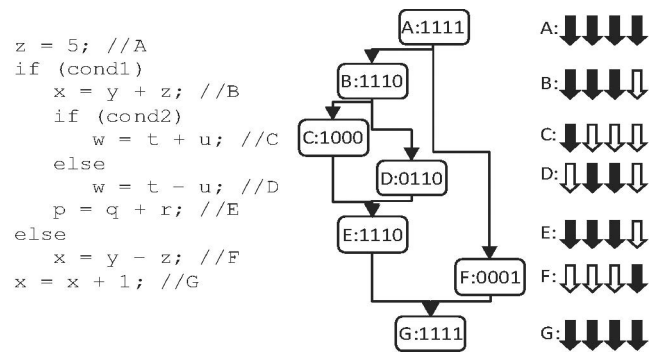 z = 5; //A
if (cond1)
x = y + z; //B
if (cond2)
w = t + u; //C
else
w = t - u; //D
p = q + r; //E
else
x = y - z; //F
x = x + 1; //G
A:1111
B:1110
C:1000
D:0110
E:1110
F:0001
G:1111
A:
B:
C:
D:
E:
F:
G: